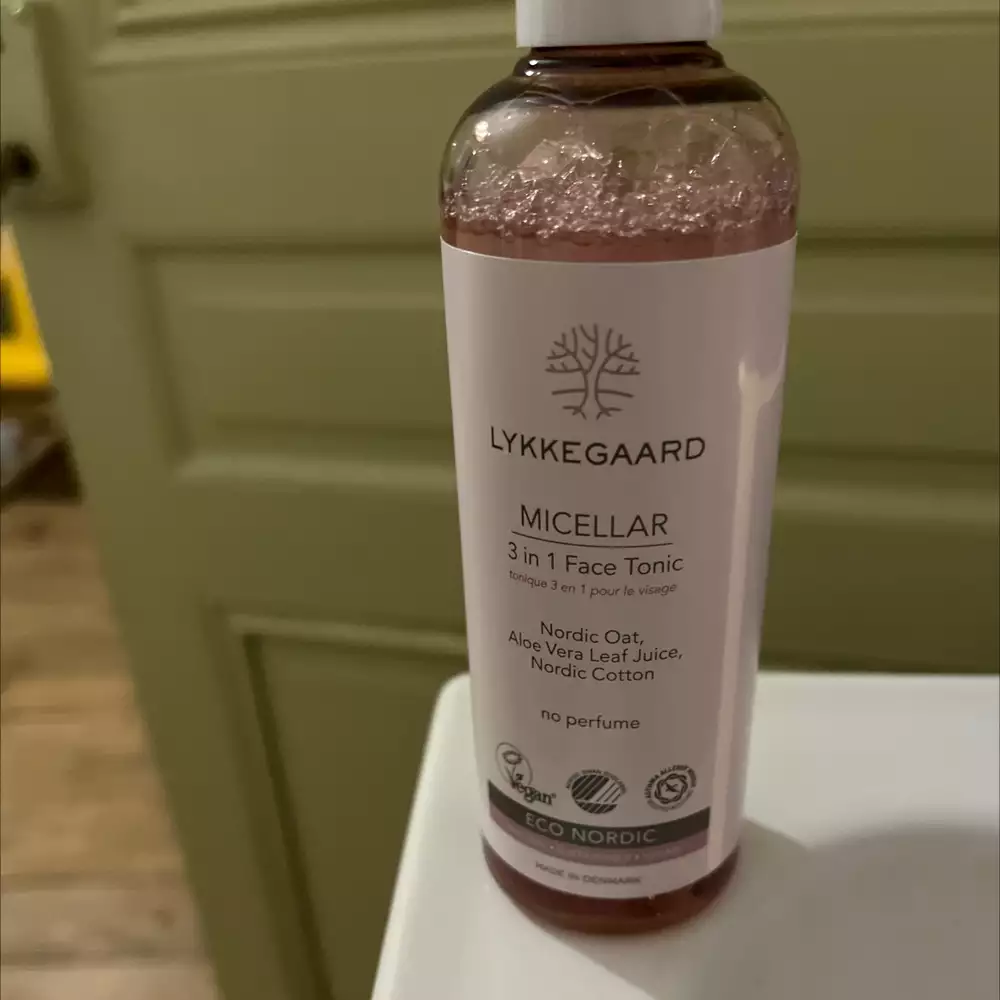 LYKKEGAARD
MICELLAR
3 in 1 Face Tonic
tonique 3 en 1 pour le visage
Nordic Oat,
Aloe Vera Leaf Juice,
Nordic Cotton
no perfume
Vegan
ECO NORDIC
MADE IN DENMARK